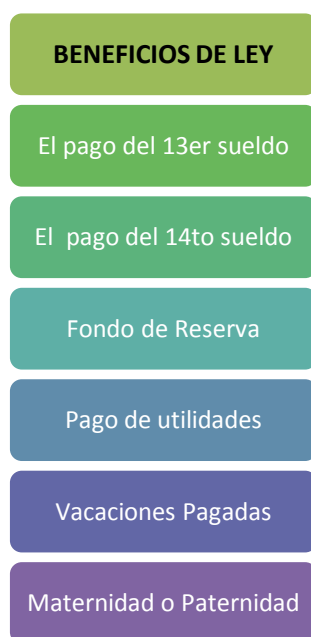 BENEFICIOS DE LEY
El pago del 13er sueldo
El pago del 14to sueldo
Fondo de Reserva
Pago de utilidades
Vacaciones Pagadas
Maternidad o Paternidad